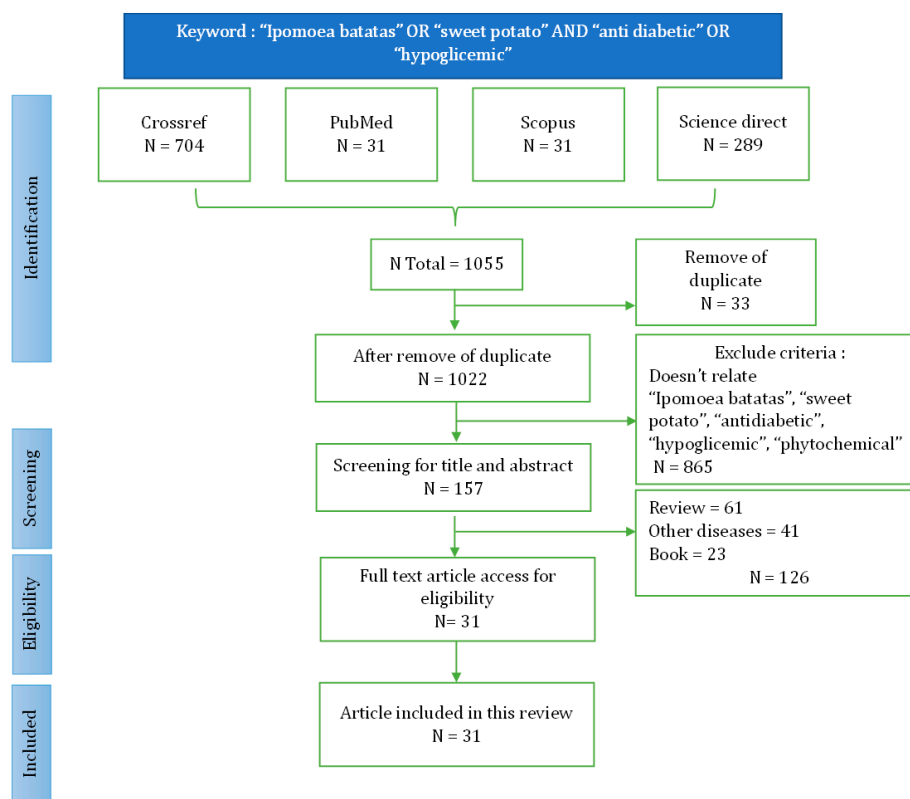 Keyword : “Ipomoea batatas” OR “sweet potato” AND “anti diabetic” OR
“hypoglicemic”
Identification
Crossref
N = 704
PubMed
N = 31
Scopus
N = 31
Science direct
N = 289
N Total = 1055
Remove of
duplicate
N = 33
After remove of duplicate
N = 1022
Exclude criteria :
Doesn’t relate
“Ipomoea batatas”, “sweet
potato”, “antidiabetic”,
“hypoglicemic”, “phytochemical”
N = 865
Screening
Screening for title and abstract
N = 157
Review = 61
Other diseases = 41
Book = 23
N = 126
Eligibility
Full text article access for
eligibility
N= 31
Included
Article included in this review
N = 31